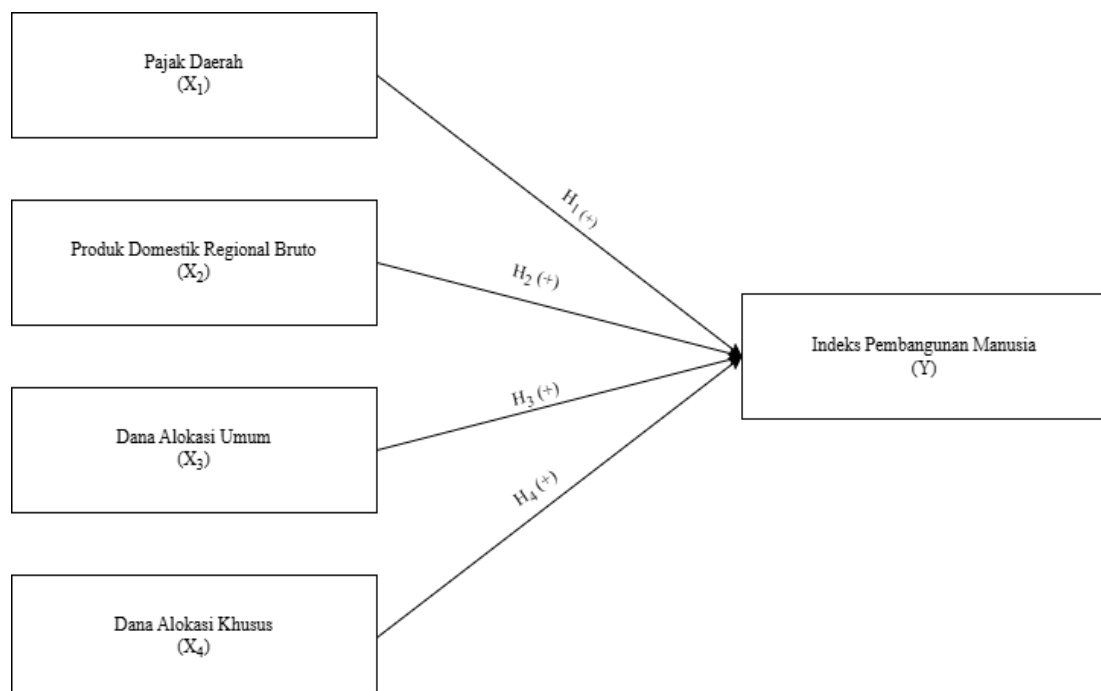 Pajak Daerah
(X₁)
H₁ (+)
Produk Domestik Regional Bruto
(X₂)
H₂ (+)
Indeks Pembangunan Manusia
(Y)
Dana Alokasi Umum
(X₃)
H₃ (+)
Dana Alokasi Khusus
(X₄)
H₄ (+)